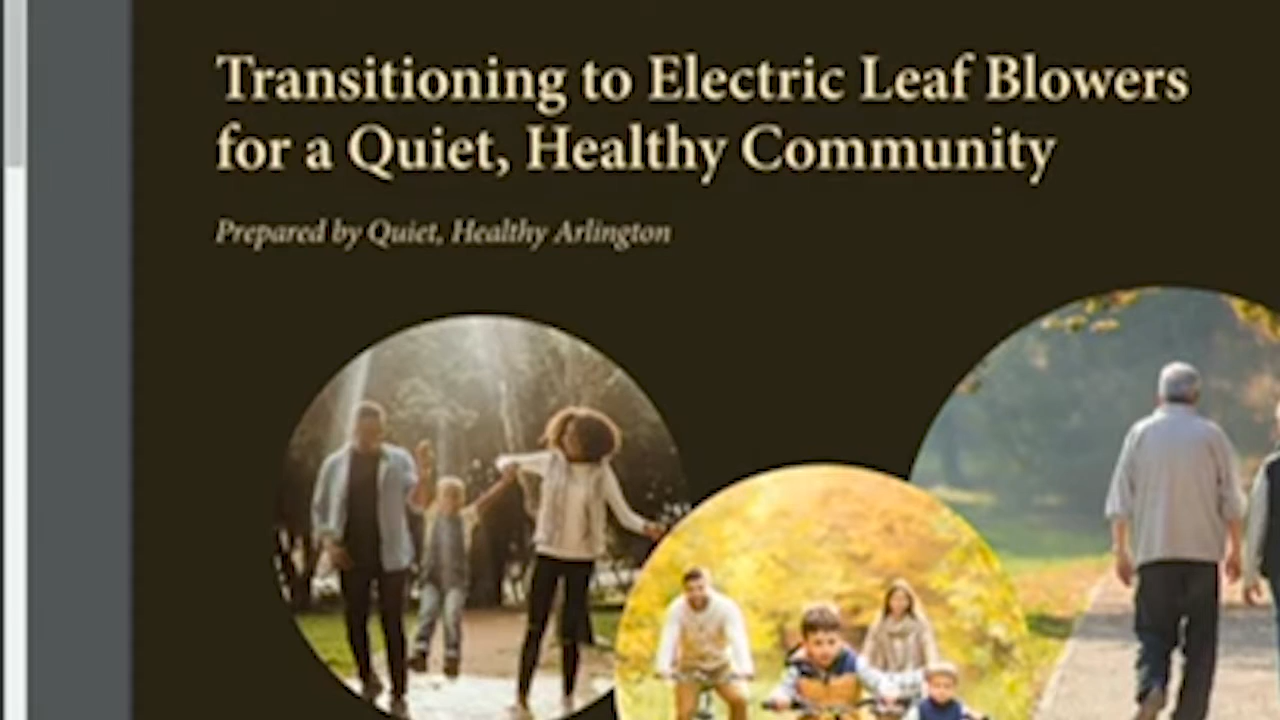 Transitioning to Electric Leaf Blowers
for a Quiet, Healthy Community
Prepared by Quiet, Healthy Arlington